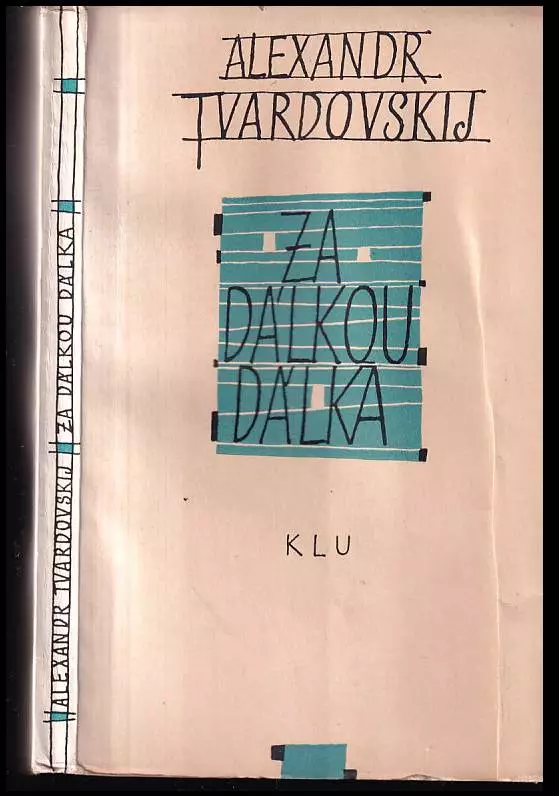 ALEXANDR
TVARDOVSKIJ
ZA
DÁLKOU
DÁLKA
KLU
ALEXANDR TVARDOVSKIJ ZA DÁLKOU DÁLKA